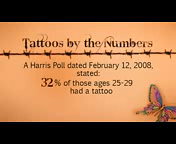 Tattoos by the Numbers
A Harris Poll dated February 12, 2008,
stated:
32% of those ages 25-29
had a tattoo